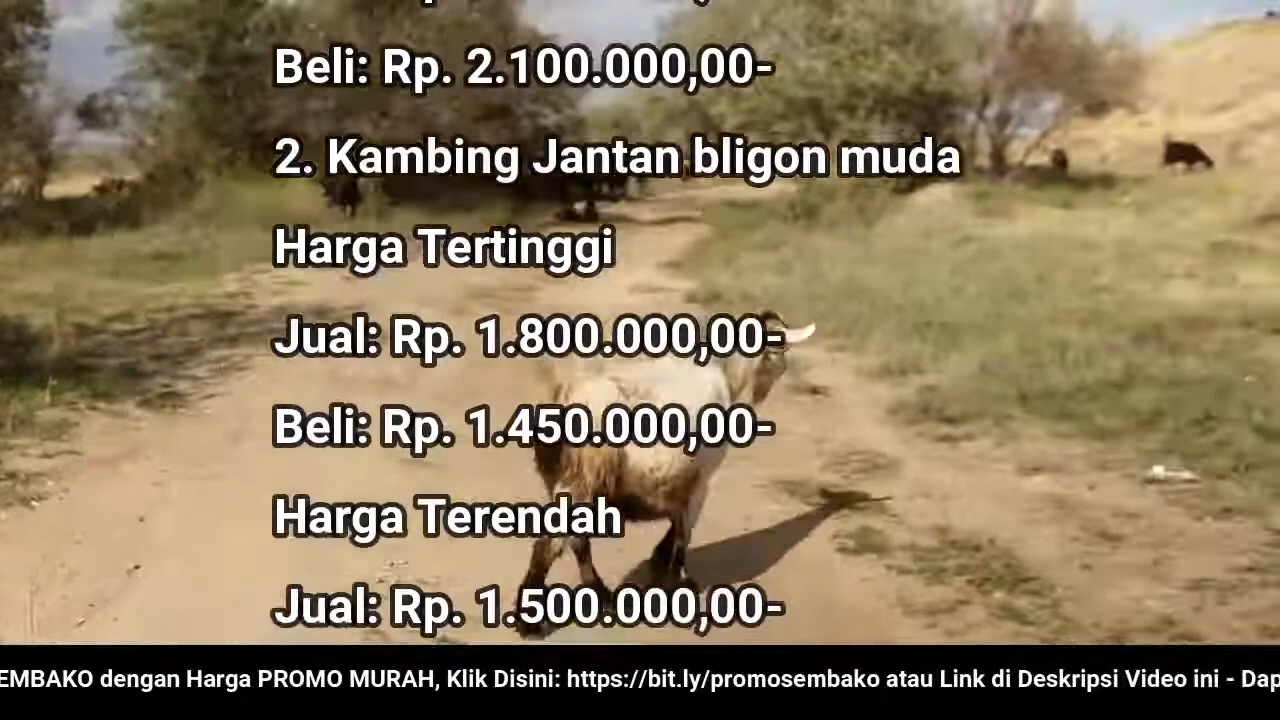 Beli: Rp. 2.100.000,00-
2. Kambing Jantan bligon muda
Harga Tertinggi
Jual: Rp. 1.800.000,00-
Beli: Rp. 1.450.000,00-
Harga Terendah
Jual: Rp. 1.500.000,00-
EMBAKO dengan Harga PROMO MURAH, Klik Disini: https://bit.ly/promosembako atau Link di Deskripsi Video ini - Dap